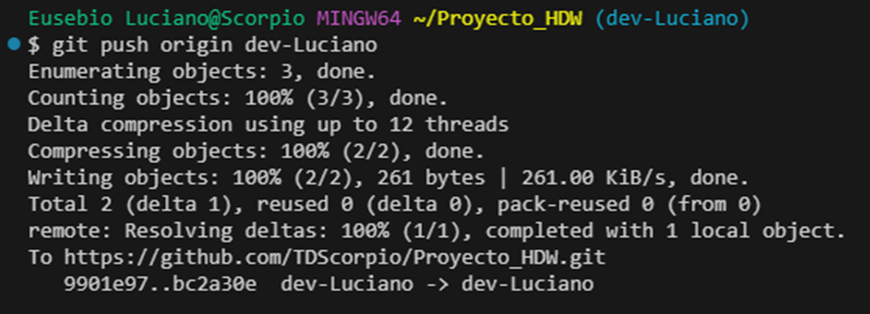 Eusebio Luciano@Scorpio MINGW64 ~/Proyecto_HDW (dev-Luciano)
$ git push origin dev-Luciano
Enumerating objects: 3, done.
Counting objects: 100% (3/3), done.
Delta compression using up to 12 threads
Compressing objects: 100% (2/2), done.
Writing objects: 100% (2/2), 261 bytes | 261.00 KiB/s, done.
Total 2 (delta 1), reused 0 (delta 0), pack-reused 0 (from 0)
remote: Resolving deltas: 100% (1/1), completed with 1 local object.
To https://github.com/TDScorpio/Proyecto_HDW.git
   9901e97..bc2a30e  dev-Luciano -> dev-Luciano